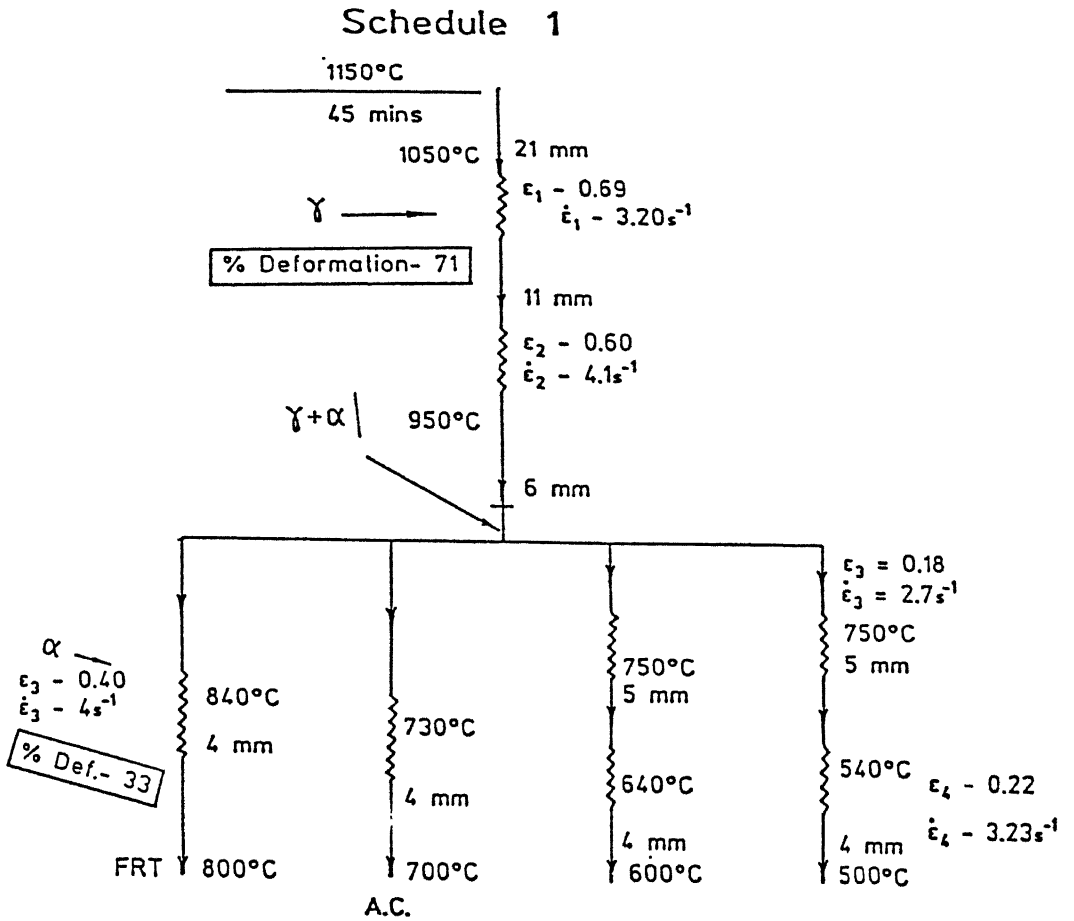 Schedule 1
1150°C
45 mins
1050°C
21 mm
ε₁ - 0.69
ε̇₁ - 3.20s⁻¹
γ
% Deformation- 71
11 mm
ε₂ - 0.60
ε̇₂ - 4.1s⁻¹
γ+α
950°C
6 mm
ε₃ = 0.18
ε̇₃ = 2.7s⁻¹
750°C
5 mm
750°C
5 mm
α
ε₃ - 0.40
ε̇₃ - 4s⁻¹
% Def.- 33
840°C
4 mm
730°C
4 mm
640°C
4 mm
540°C
ε₄ - 0.22
ε̇₄ - 3.23s⁻¹
4 mm
FRT
800°C
700°C
600°C
500°C
A.C.